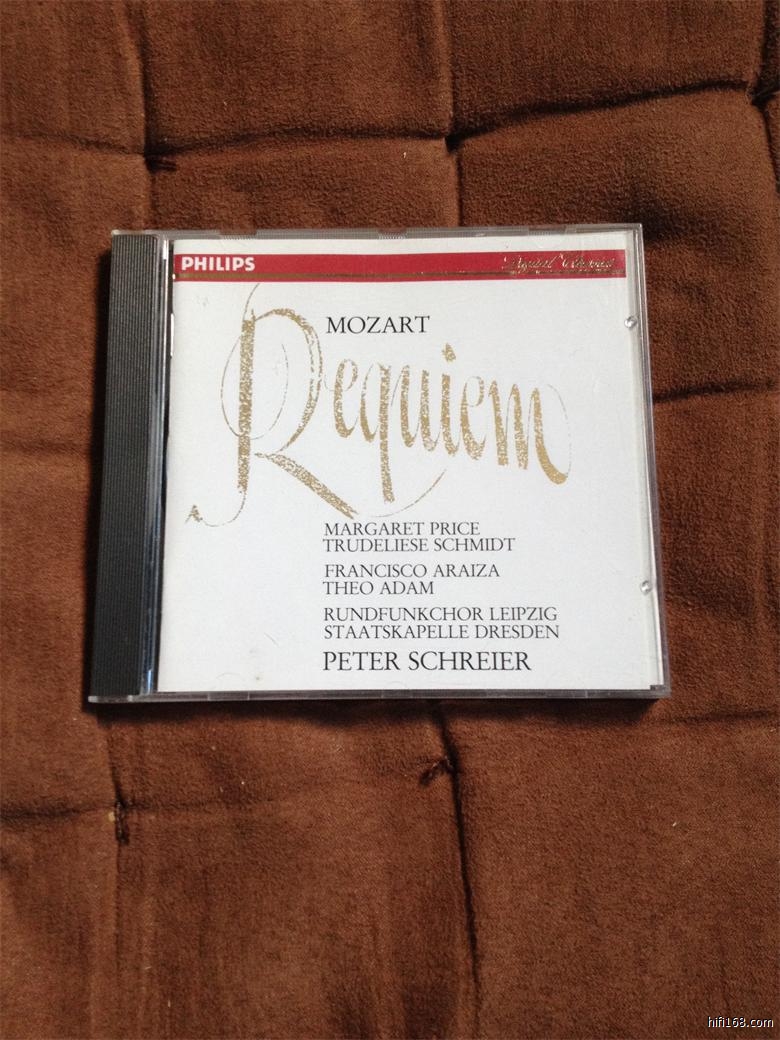 PHILIPS
Digital Classics
MOZART
Requiem
MARGARET PRICE
TRUDELIESE SCHMIDT
FRANCISCO ARAIZA
THEO ADAM
RUNDFUNKCHOR LEIPZIG
STAATSKAPELLE DRESDEN
PETER SCHREIER
hifi168.com